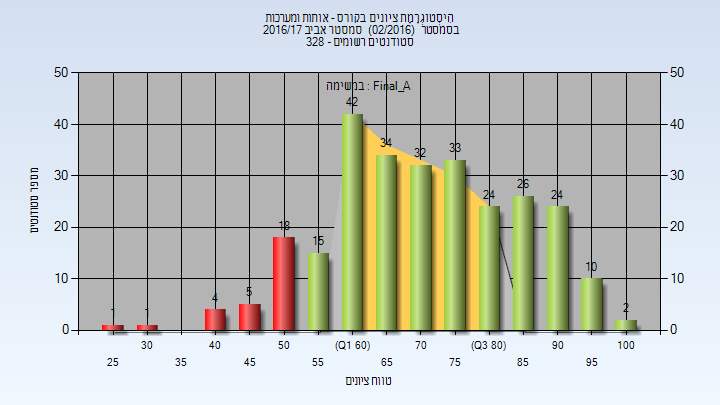 היסטוגרמת ציונים בקורס - אותות ומערכות
בסמסטר (02/2016) סמסטר אביב 2016/17
סטודנטים רשומים - 328
במשימה : Final_A
מספר סטודנטים
50 50
40 40
30 30
20 20
10 10
0 0
1 1 4 5 18 15 42 34 32 33 24 26 24 10 2
30 40 50 (Q1 60) 70 (Q3 80) 90 100
25 35 45 55 65 75 85 95
טווח ציונים